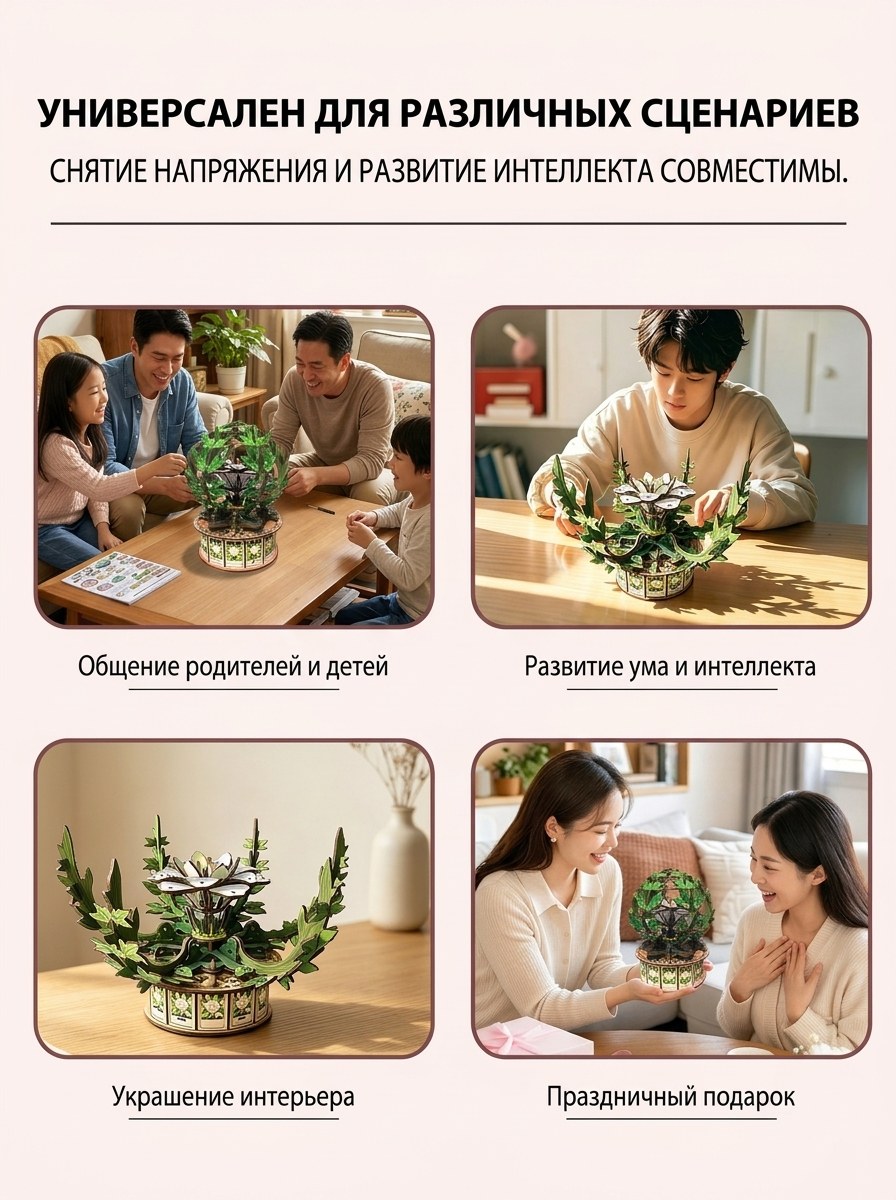 УНИВЕРСАЛЕН ДЛЯ РАЗЛИЧНЫХ СЦЕНАРИЕВ
СНЯТИЕ НАПРЯЖЕНИЯ И РАЗВИТИЕ ИНТЕЛЛЕКТА СОВМЕСТИМЫ.
Общение родителей и детей
Развитие ума и интеллекта
Украшение интерьера
Праздничный подарок